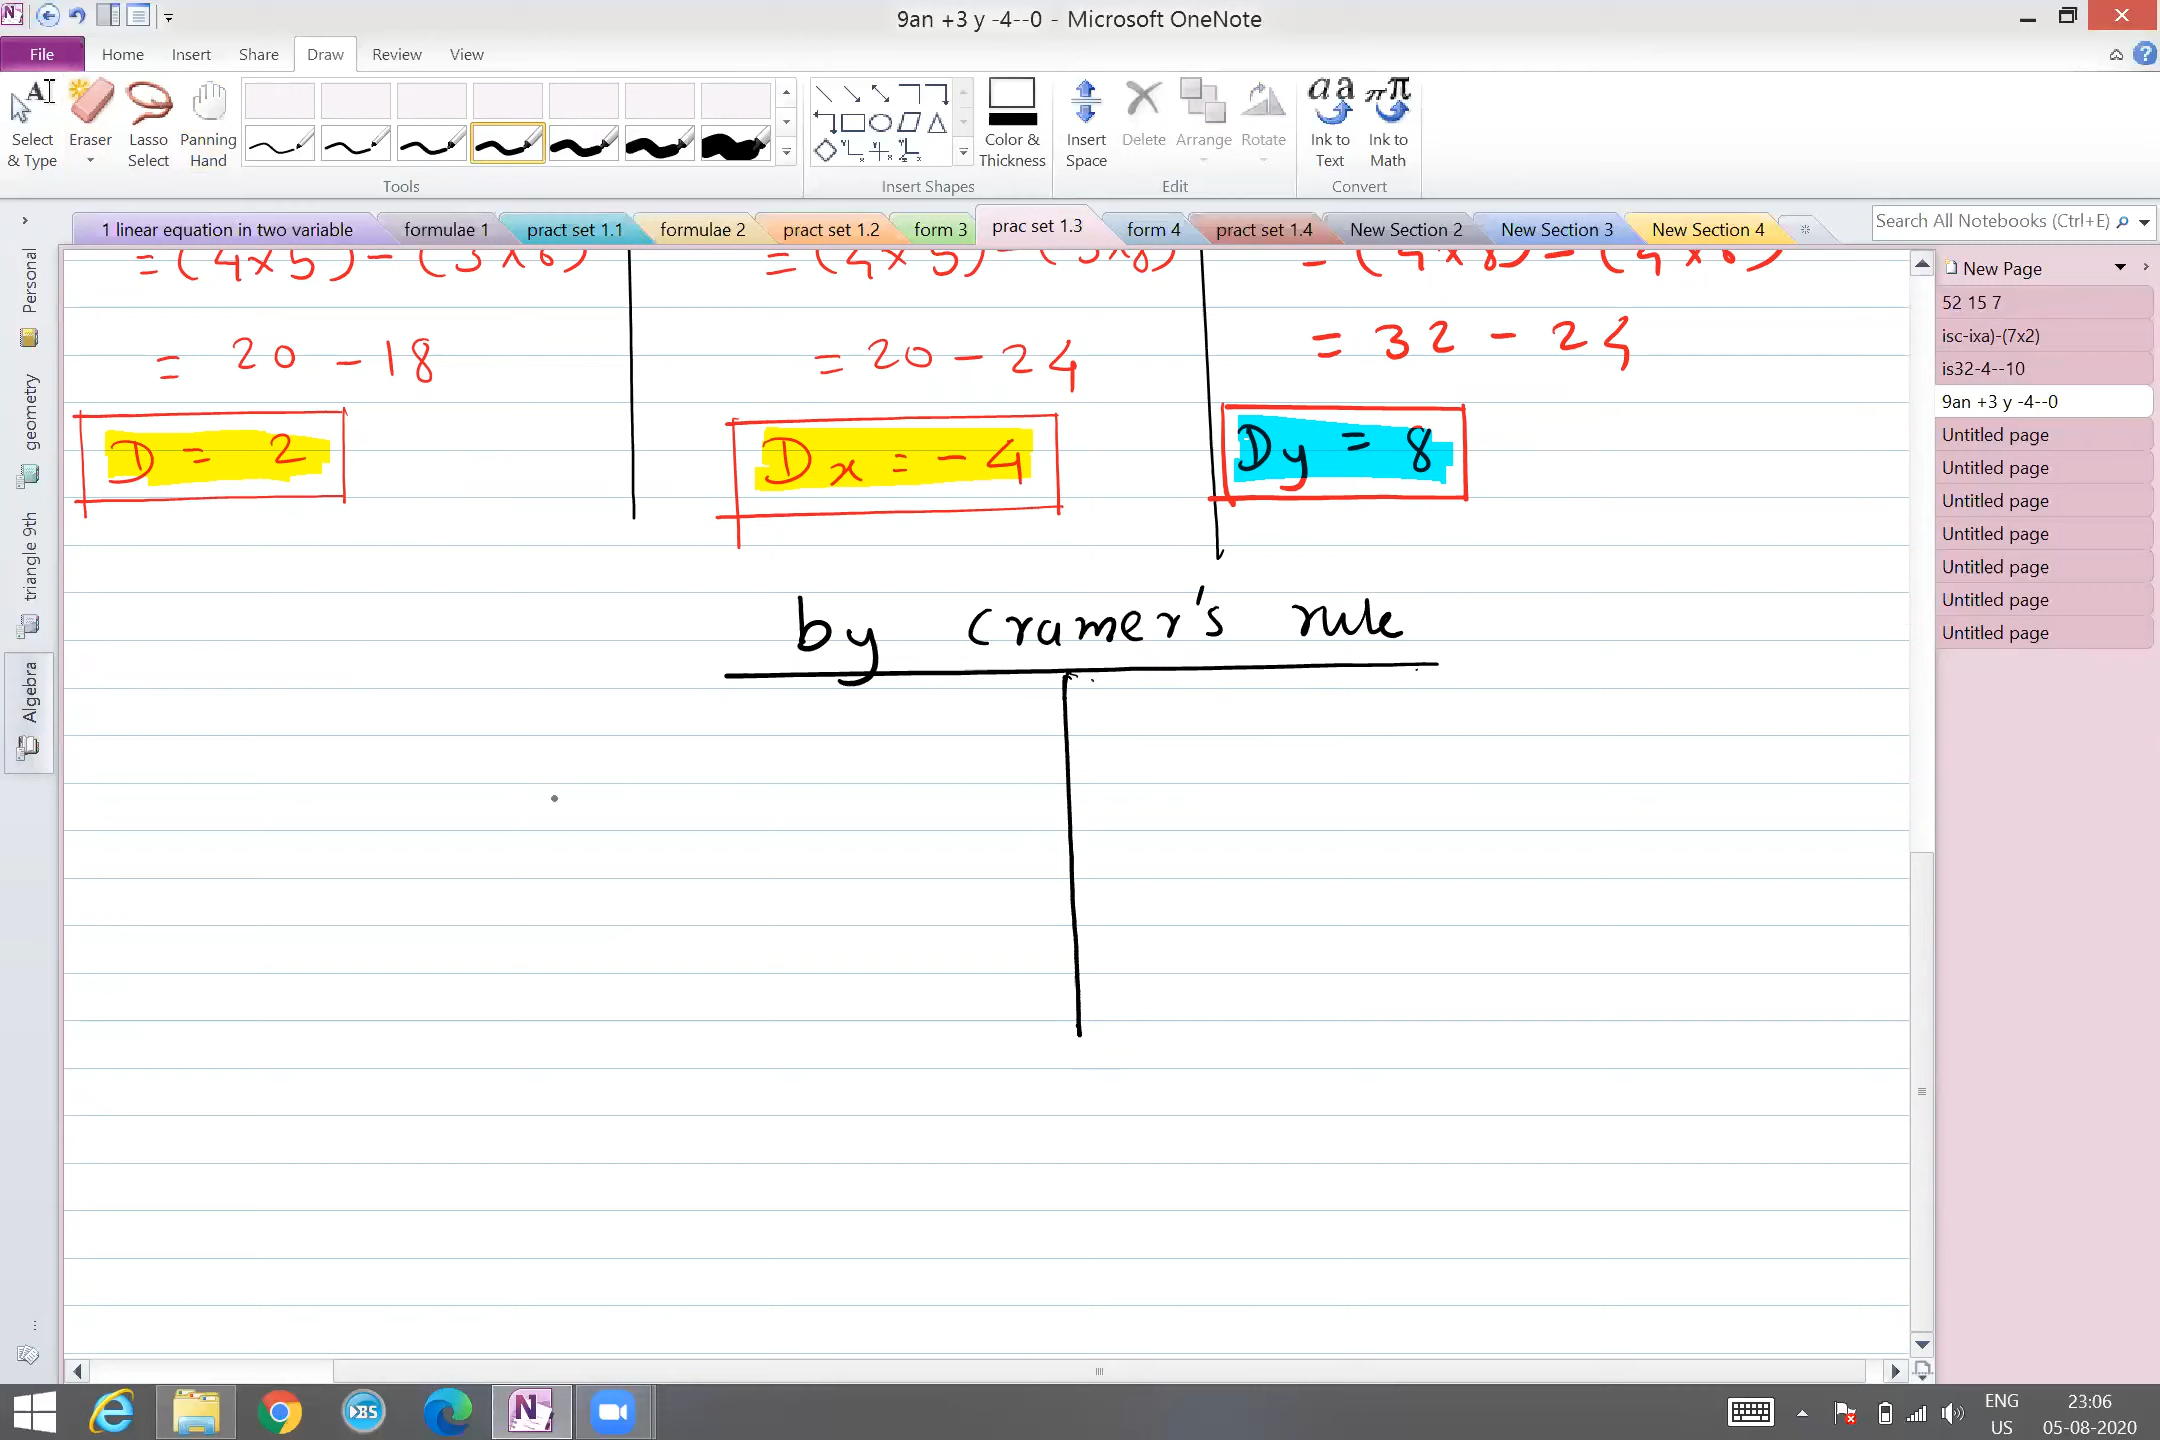 9an +3 y -4--0 - Microsoft OneNote
File Home Insert Share Draw Review View
Select & Type
Eraser
Lasso Select
Panning Hand
Color & Thickness
Insert Space
Delete
Arrange
Rotate
Ink to Text
Ink to Math
Tools
Insert Shapes
Edit
Convert
1 linear equation in two variable
formulae 1
pract set 1.1
formulae 2
pract set 1.2
form 3
prac set 1.3
form 4
pract set 1.4
New Section 2
New Section 3
New Section 4
Search All Notebooks (Ctrl+E)
Personal
geometry
triangle 9th
Algebra
New Page
52 15 7
isc-ixa)-(7x2)
is32-4--10
9an +3 y -4--0
Untitled page
Untitled page
Untitled page
Untitled page
Untitled page
Untitled page
Untitled page
= 20 - 18
D = 2
= 20 - 24
Dx = -4
= 32 - 24
Dy = 8
by Cramer's rule
ENG
US
23:06
05-08-2020